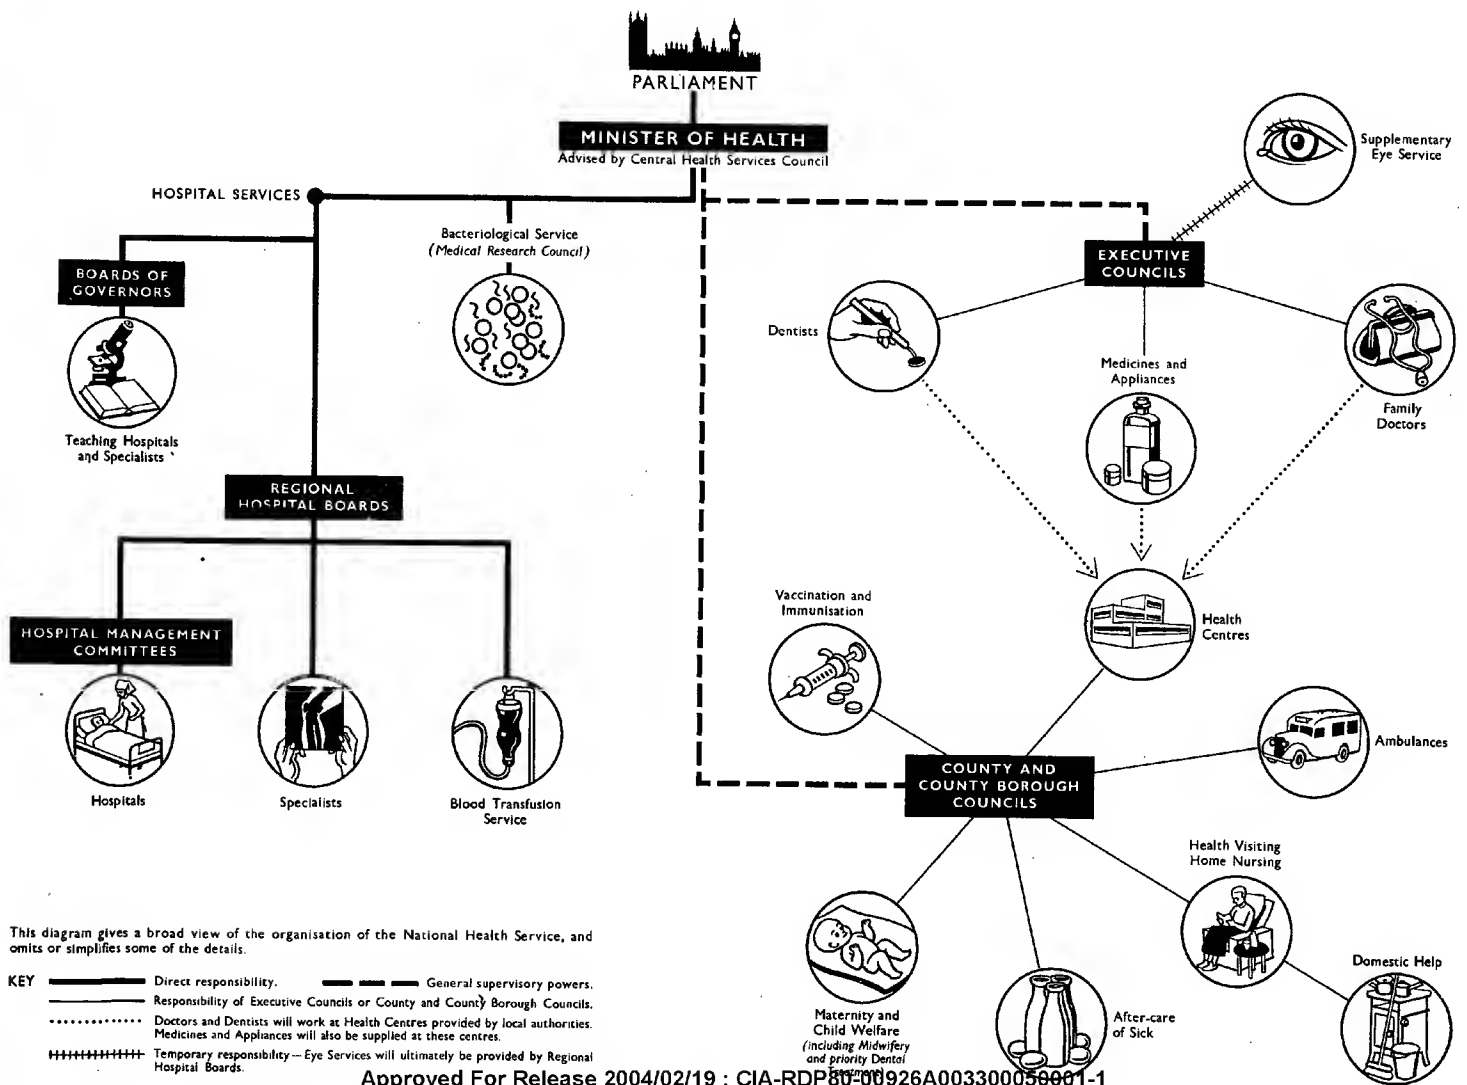 PARLIAMENT
MINISTER OF HEALTH
Advised by Central Health Services Council
HOSPITAL SERVICES
Bacteriological Service
(Medical Research Council)
BOARDS OF
GOVERNORS
Teaching Hospitals
and Specialists
REGIONAL
HOSPITAL BOARDS
HOSPITAL MANAGEMENT
COMMITTEES
Hospitals
Specialists
Blood Transfusion
Service
Supplementary
Eye Service
EXECUTIVE
COUNCILS
Dentists
Medicines and
Appliances
Family
Doctors
Health
Centres
Vaccination and
Immunisation
COUNTY AND
COUNTY BOROUGH
COUNCILS
Ambulances
Health Visiting
Home Nursing
Domestic Help
Maternity and
Child Welfare
(including Midwifery
and priority Dental
Treatment)
After-care
of Sick
This diagram gives a broad view of the organisation of the National Health Service, and
omits or simplifies some of the details.
KEY
Direct responsibility.
General supervisory powers.
Responsibility of Executive Councils or County and County Borough Councils.
Doctors and Dentists will work at Health Centres provided by local authorities.
Medicines and Appliances will also be supplied at these centres.
Temporary responsibility — Eye Services will ultimately be provided by Regional
Hospital Boards.
Approved For Release 2004/02/19 : CIA-RDP80-00926A003300050001-1